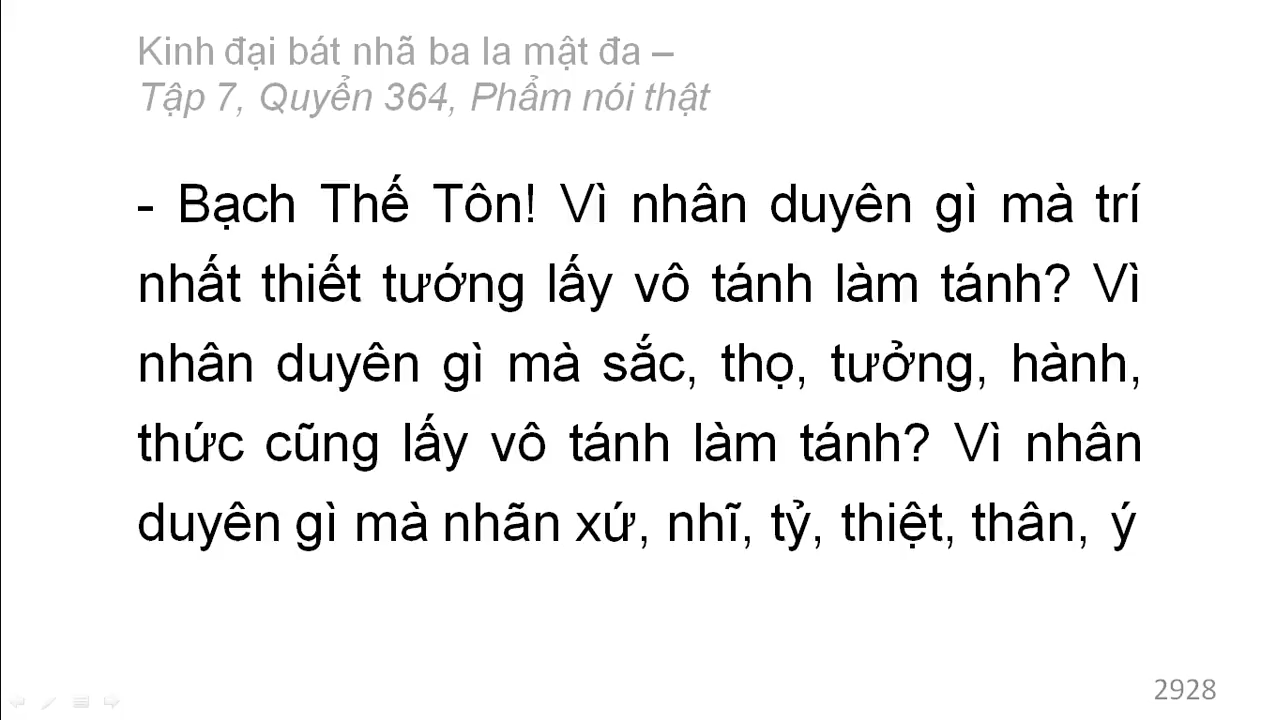 Kinh đại bát nhã ba la mật đa –
Tập 7, Quyển 364, Phẩm nói thật
- Bạch Thế Tôn! Vì nhân duyên gì mà trí
nhất thiết tướng lấy vô tánh làm tánh? Vì
nhân duyên gì mà sắc, thọ, tưởng, hành,
thức cũng lấy vô tánh làm tánh? Vì nhân
duyên gì mà nhãn xứ, nhĩ, tỷ, thiệt, thân, ý
2928